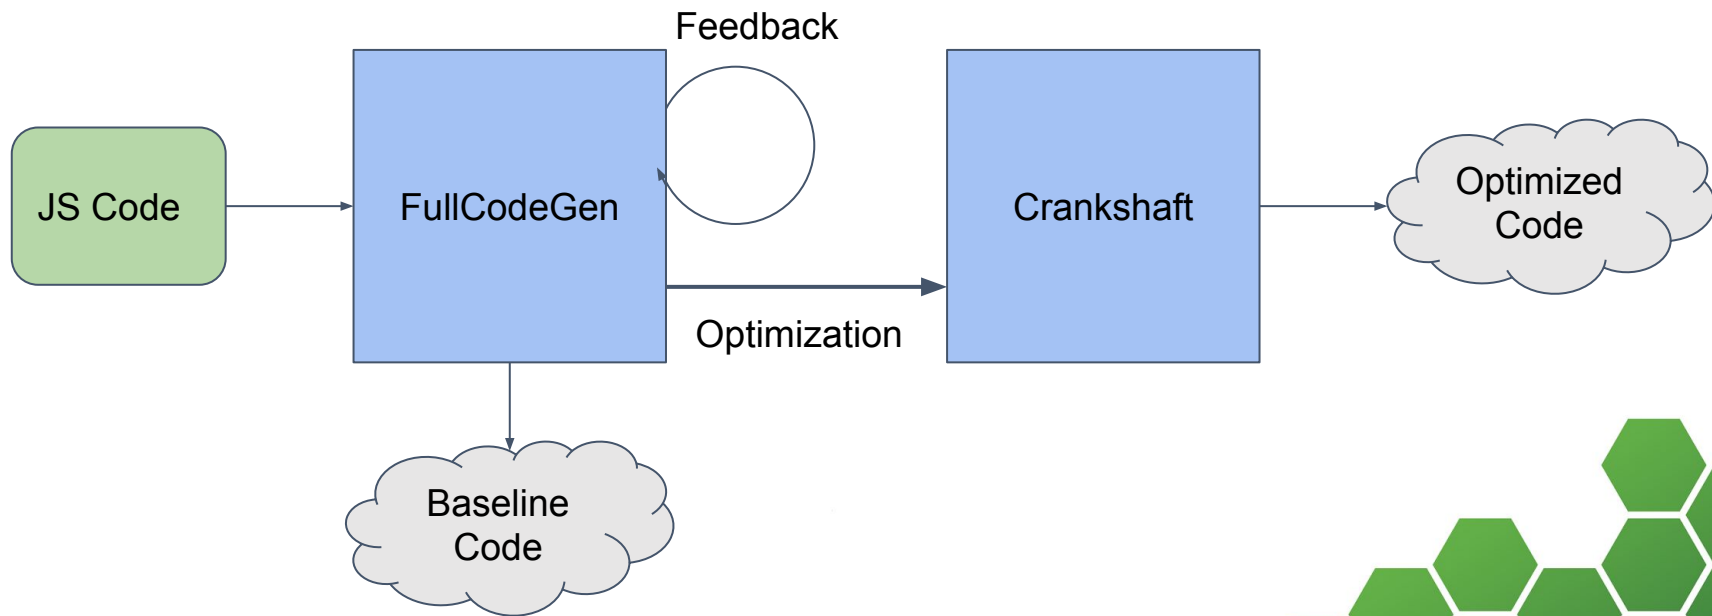 Feedback
JS Code
FullCodeGen
Crankshaft
Optimized
Code
Optimization
Baseline
Code